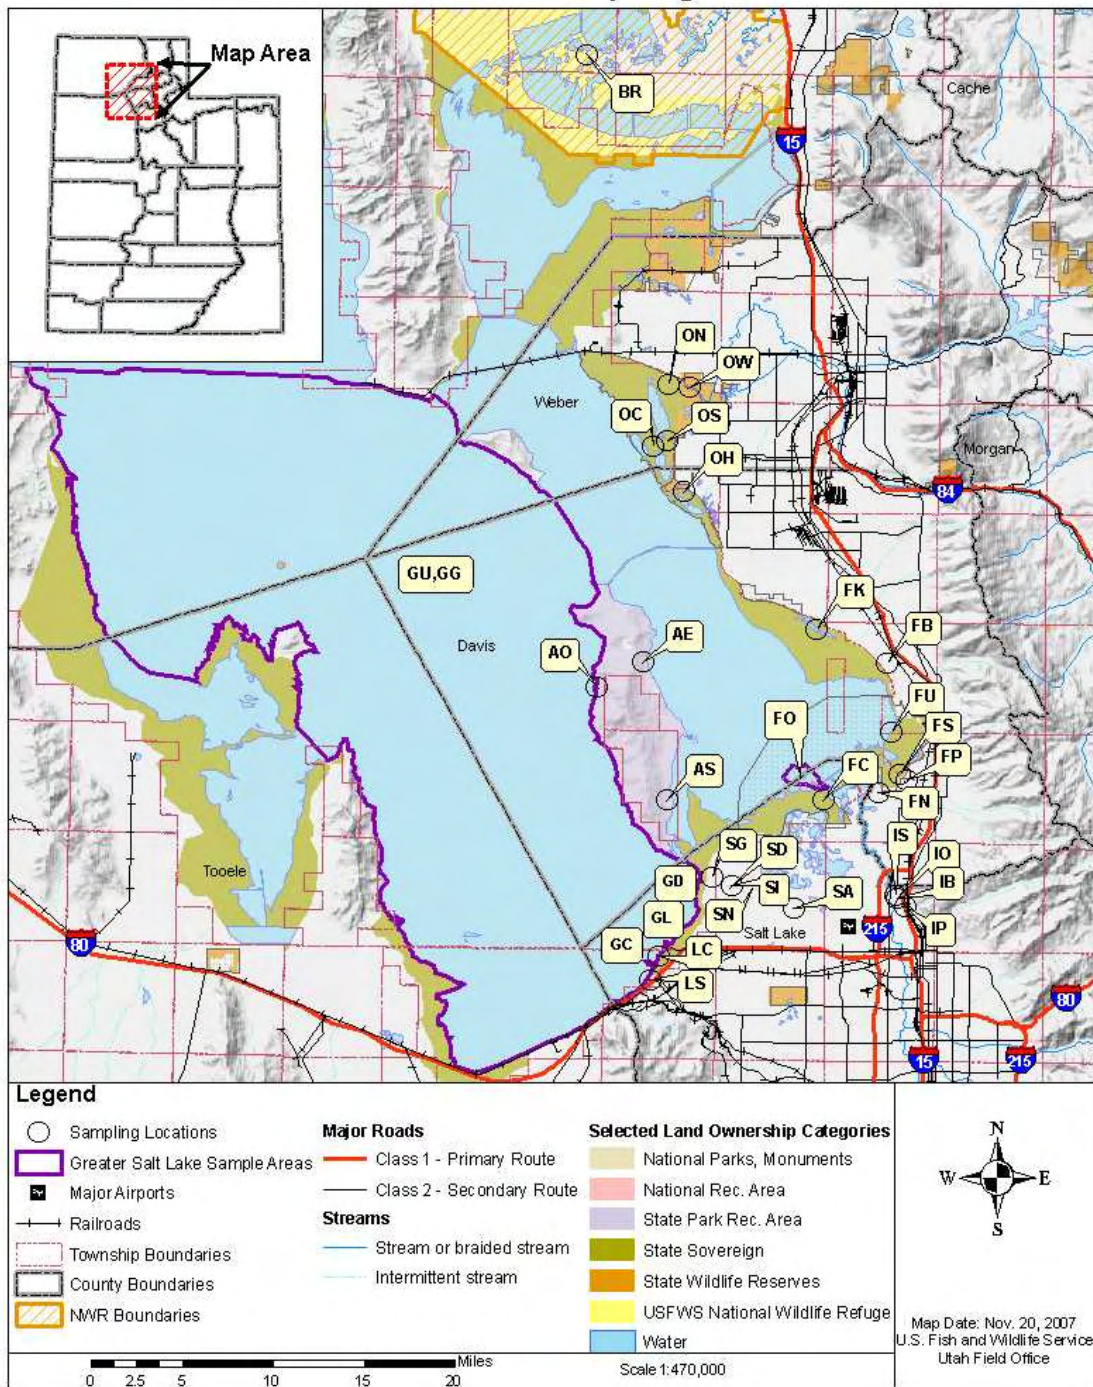 Map Area
BR
Cache
15
ON
OW
Weber
OC
OS
OH
Morgan
84
GU,GG
FK
Davis
AE
FB
AO
FU
FO
FS
FC
FP
AS
FN
IS
SG
SD
IO
Tooele
GD
SI
SA
IB
SN
GL
Salt Lake
215
IP
80
GC
LC
LS
80
15
215
Legend
Sampling Locations
Greater Salt Lake Sample Areas
Major Airports
Railroads
Township Boundaries
County Boundaries
NWR Boundaries
Major Roads
Class 1 - Primary Route
Class 2 - Secondary Route
Streams
Stream or braided stream
Intermittent stream
Selected Land Ownership Categories
National Parks, Monuments
National Rec. Area
State Park Rec. Area
State Sovereign
State Wildlife Reserves
USFWS National Wildlife Refuge
Water
N
W E
S
Map Date: Nov. 20, 2007
U.S. Fish and Wildlife Service
Utah Field Office
Miles
0 2.5 5 10 15 20
Scale 1:470,000